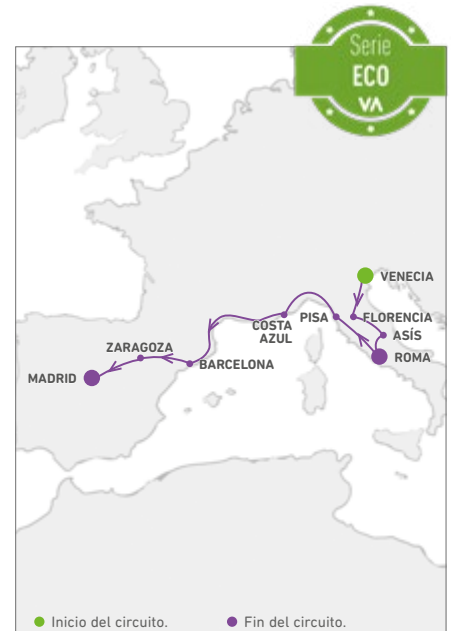 Serie
ECO
VA
VENECIA
PISA
FLORENCIA
COSTA
AZUL
ASÍS
ZARAGOZA
ROMA
BARCELONA
MADRID
Inicio del circuito.
Fin del circuito.